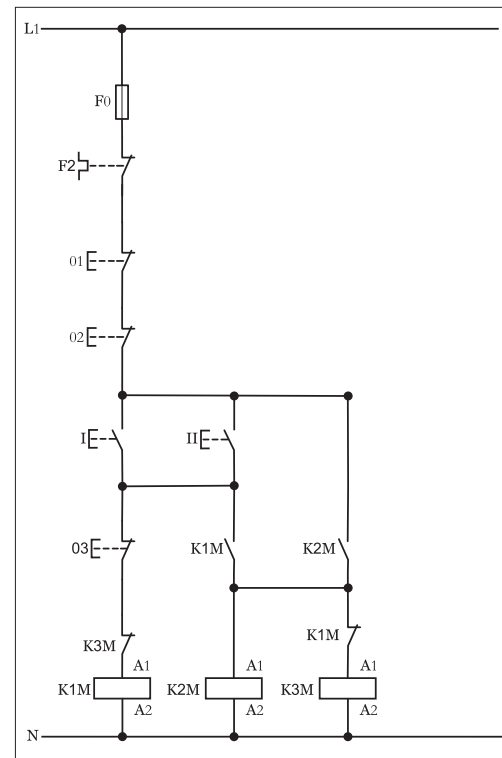 L1
F0
F2
01
02
I II
03 K1M K2M
K3M K1M
A1 A1 A1
K1M K2M K3M
A2 A2 A2
N